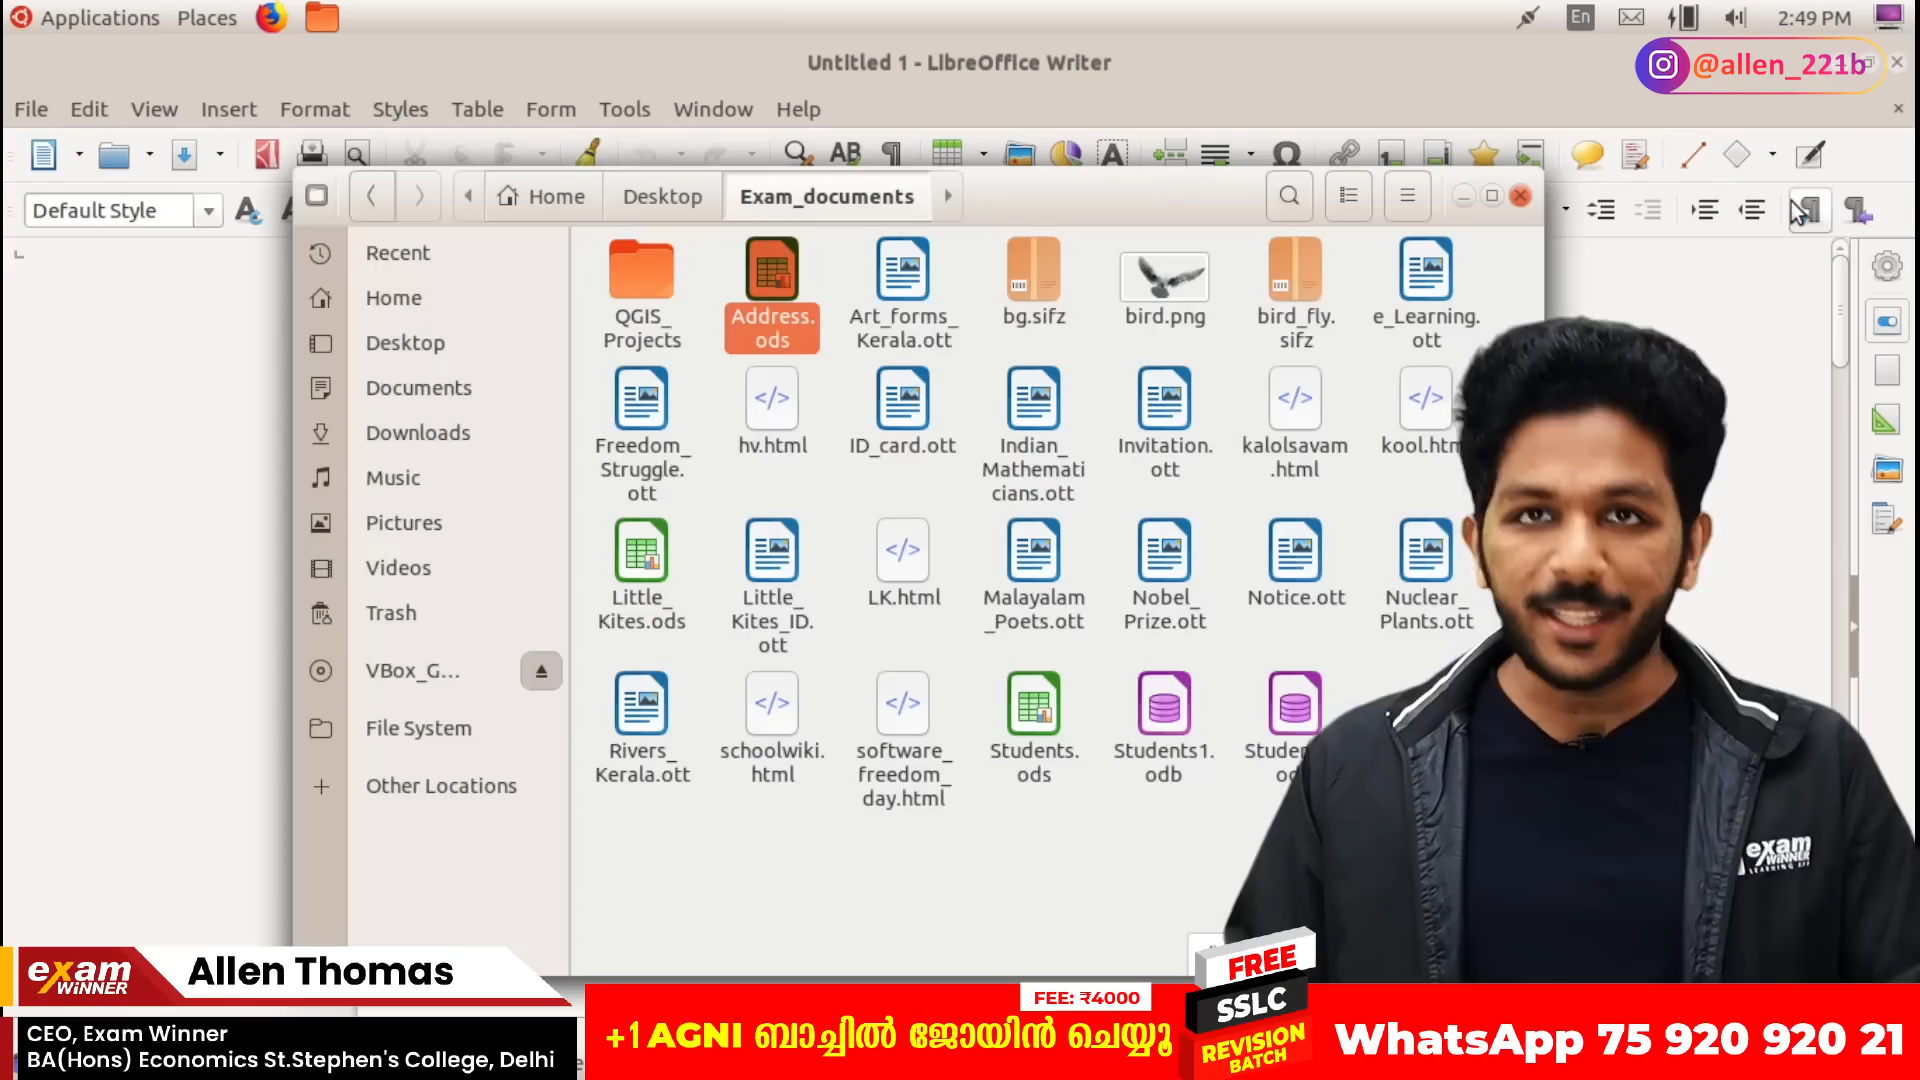 Applications Places
En
2:49 PM
Untitled 1 - LibreOffice Writer
@allen_221b
File Edit View Insert Format Styles Table Form Tools Window Help
Default Style
Home Desktop Exam_documents
Recent
Home
Desktop
Documents
Downloads
Music
Pictures
Videos
Trash
VBox_G...
File System
Other Locations
QGIS_
Projects
Address.
ods
Art_forms_
Kerala.ott
bg.sifz
bird.png
bird_fly.
sifz
e_Learning.
ott
Freedom_
Struggle.
ott
hv.html
ID_card.ott
Indian_
Mathemati
cians.ott
Invitation.
ott
kalolsavam
.html
kool.htm
Little_
Kites.ods
Little_
Kites_ID.
ott
LK.html
Malayalam
_Poets.ott
Nobel_
Prize.ott
Notice.ott
Nuclear_
Plants.ott
Rivers_
Kerala.ott
schoolwiki.
html
software_
freedom_
day.html
Students.
ods
Students1.
odb
exam
WiNNER
LEARNING APP
exam
WiNNER
Allen Thomas
CEO, Exam Winner
BA(Hons) Economics St.Stephen's College, Delhi
FEE: ₹4000
+1 AGNI ബാച്ചിൽ ജോയിൻ ചെയ്യൂ
FREE
SSLC
REVISION
BATCH
WhatsApp 75 920 920 21